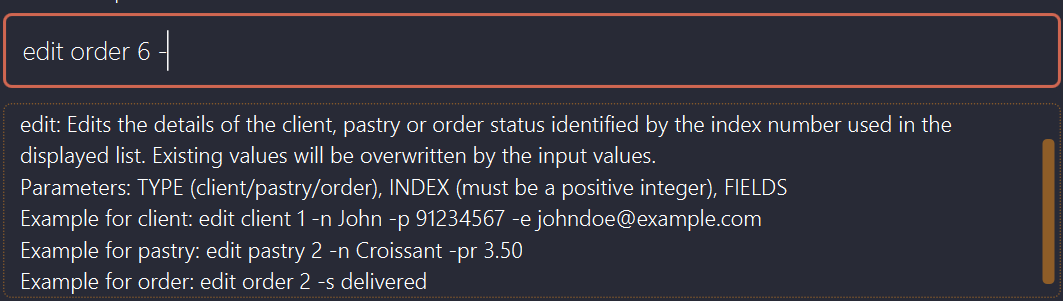 edit order 6 -
edit: Edits the details of the client, pastry or order status identified by the index number used in the
displayed list. Existing values will be overwritten by the input values.
Parameters: TYPE (client/pastry/order), INDEX (must be a positive integer), FIELDS
Example for client: edit client 1 -n John -p 91234567 -e johndoe@example.com
Example for pastry: edit pastry 2 -n Croissant -pr 3.50
Example for order: edit order 2 -s delivered